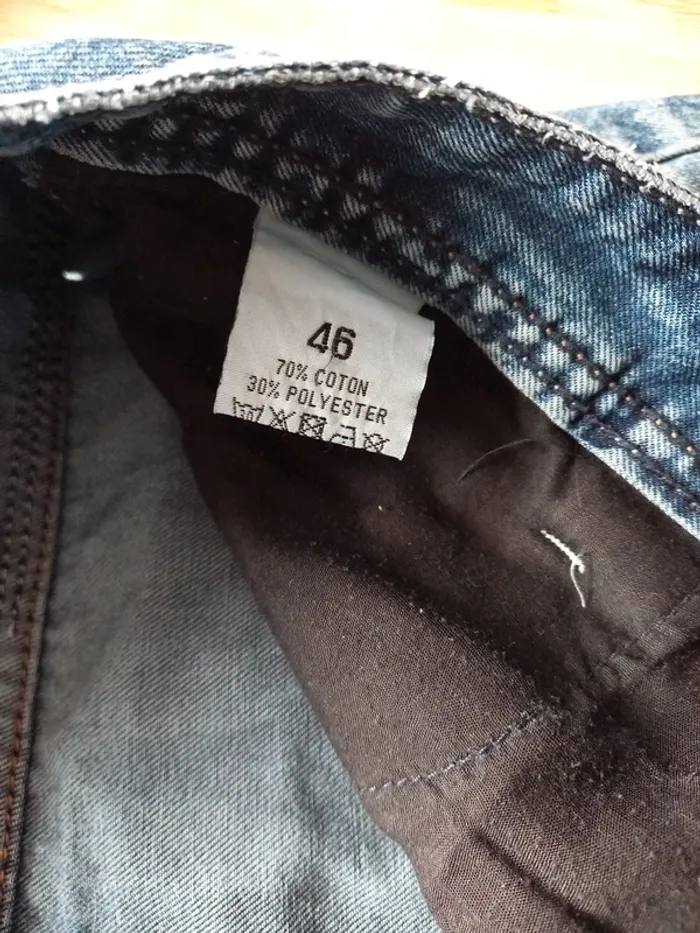 46
70% COTON
30% POLYESTER